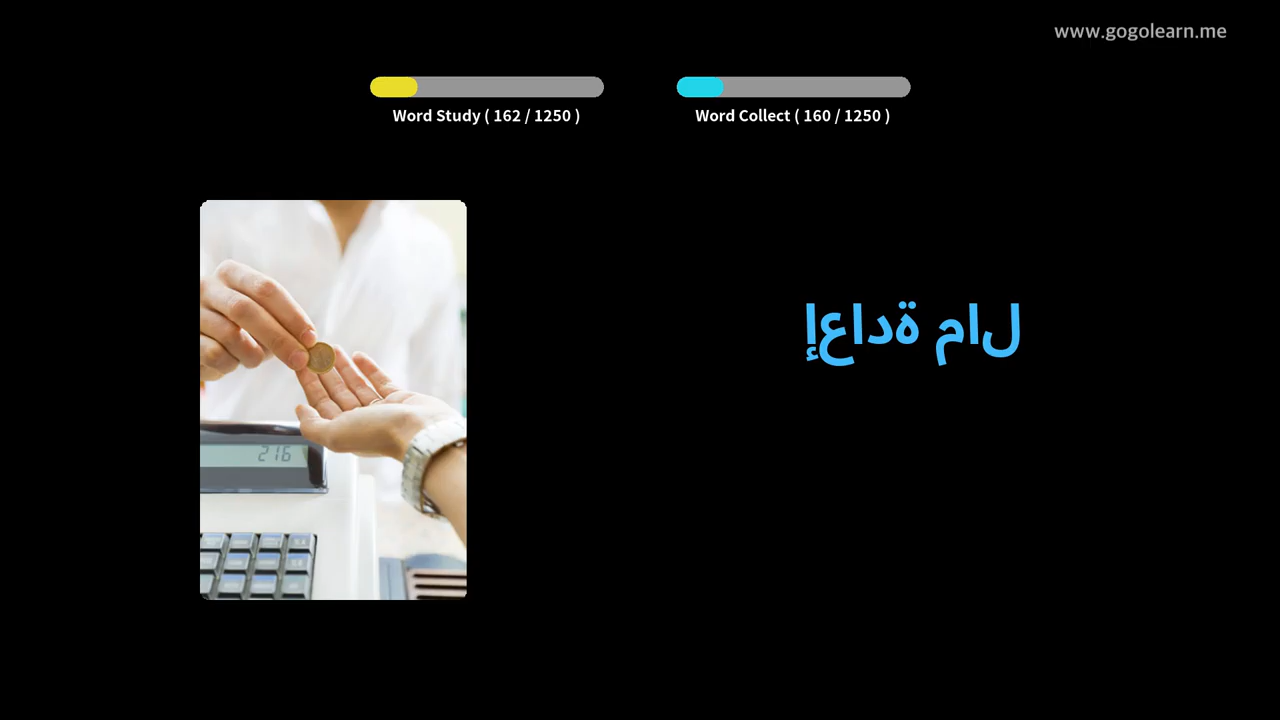 www.gogolearn.me
Word Study ( 162 / 1250 )
Word Collect ( 160 / 1250 )
إعادة مال
216